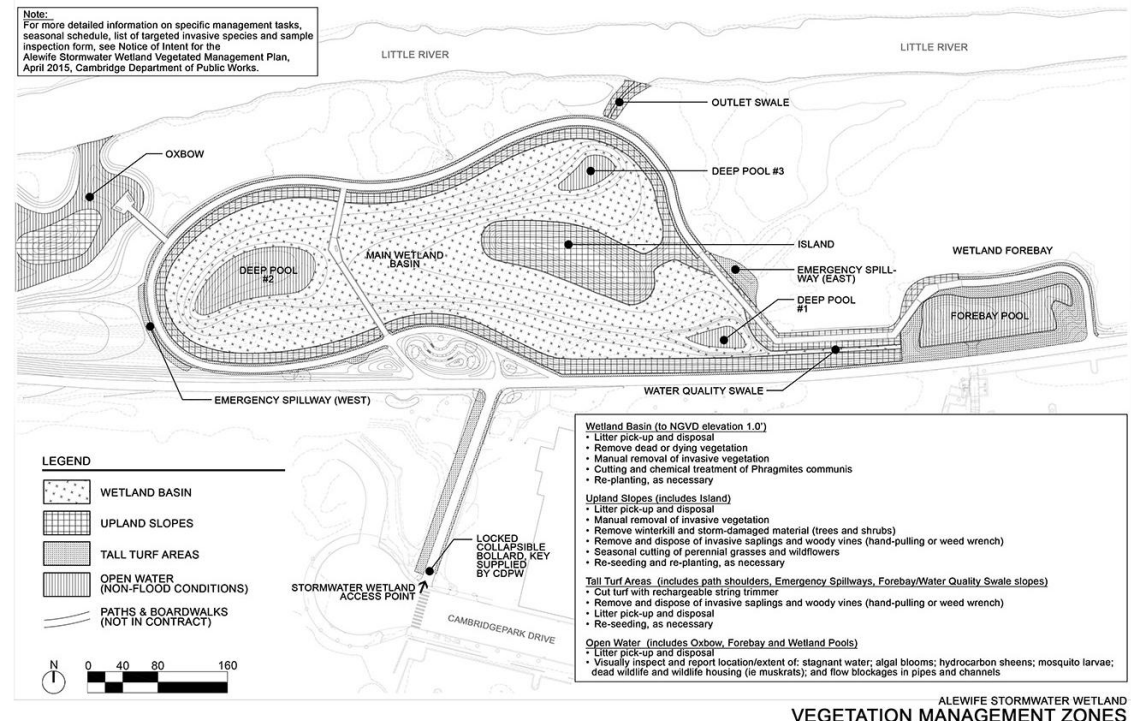 Note:
For more detailed information on specific management tasks,
seasonal schedule, list of targeted invasive species and sample
inspection form, see Notice of Intent for the
Alewife Stormwater Wetland Vegetated Management Plan,
April 2015, Cambridge Department of Public Works.
LITTLE RIVER
LITTLE RIVER
OUTLET SWALE
OXBOW
DEEP POOL #3
ISLAND
WETLAND FOREBAY
MAIN WETLAND
BASIN
DEEP POOL
#2
EMERGENCY SPILL-
WAY (EAST)
DEEP POOL
#1
FOREBAY POOL
WATER QUALITY SWALE
EMERGENCY SPILLWAY (WEST)
LEGEND
WETLAND BASIN
UPLAND SLOPES
TALL TURF AREAS
OPEN WATER
(NON-FLOOD CONDITIONS)
PATHS & BOARDWALKS
(NOT IN CONTRACT)
N
0 40 80 160
LOCKED
COLLAPSIBLE
BOLLARD, KEY
SUPPLIED
BY CDPW
STORMWATER WETLAND
ACCESS POINT
CAMBRIDGEPARK DRIVE
Wetland Basin (to NGVD elevation 1.0')
• Litter pick-up and disposal
• Remove dead or dying vegetation
• Manual removal of invasive vegetation
• Cutting and chemical treatment of Phragmites communis
• Re-planting, as necessary
Upland Slopes (includes Island)
• Litter pick-up and disposal
• Manual removal of invasive vegetation
• Remove winterkill and storm-damaged material (trees and shrubs)
• Remove and dispose of invasive saplings and woody vines (hand-pulling or weed wrench)
• Seasonal cutting of perennial grasses and wildflowers
• Re-seeding and re-planting, as necessary
Tall Turf Areas (includes path shoulders, Emergency Spillways, Forebay/Water Quality Swale slopes)
• Cut turf with rechargeable string trimmer
• Remove and dispose of invasive saplings and woody vines (hand-pulling or weed wrench)
• Litter pick-up and disposal
• Re-seeding, as necessary
Open Water (includes Oxbow, Forebay and Wetland Pools)
• Litter pick-up and disposal
• Visually inspect and report location/extent of: stagnant water; algal blooms; hydrocarbon sheens; mosquito larvae;
dead wildlife and wildlife housing (ie muskrats); and flow blockages in pipes and channels
ALEWIFE STORMWATER WETLAND
VEGETATION MANAGEMENT ZONES